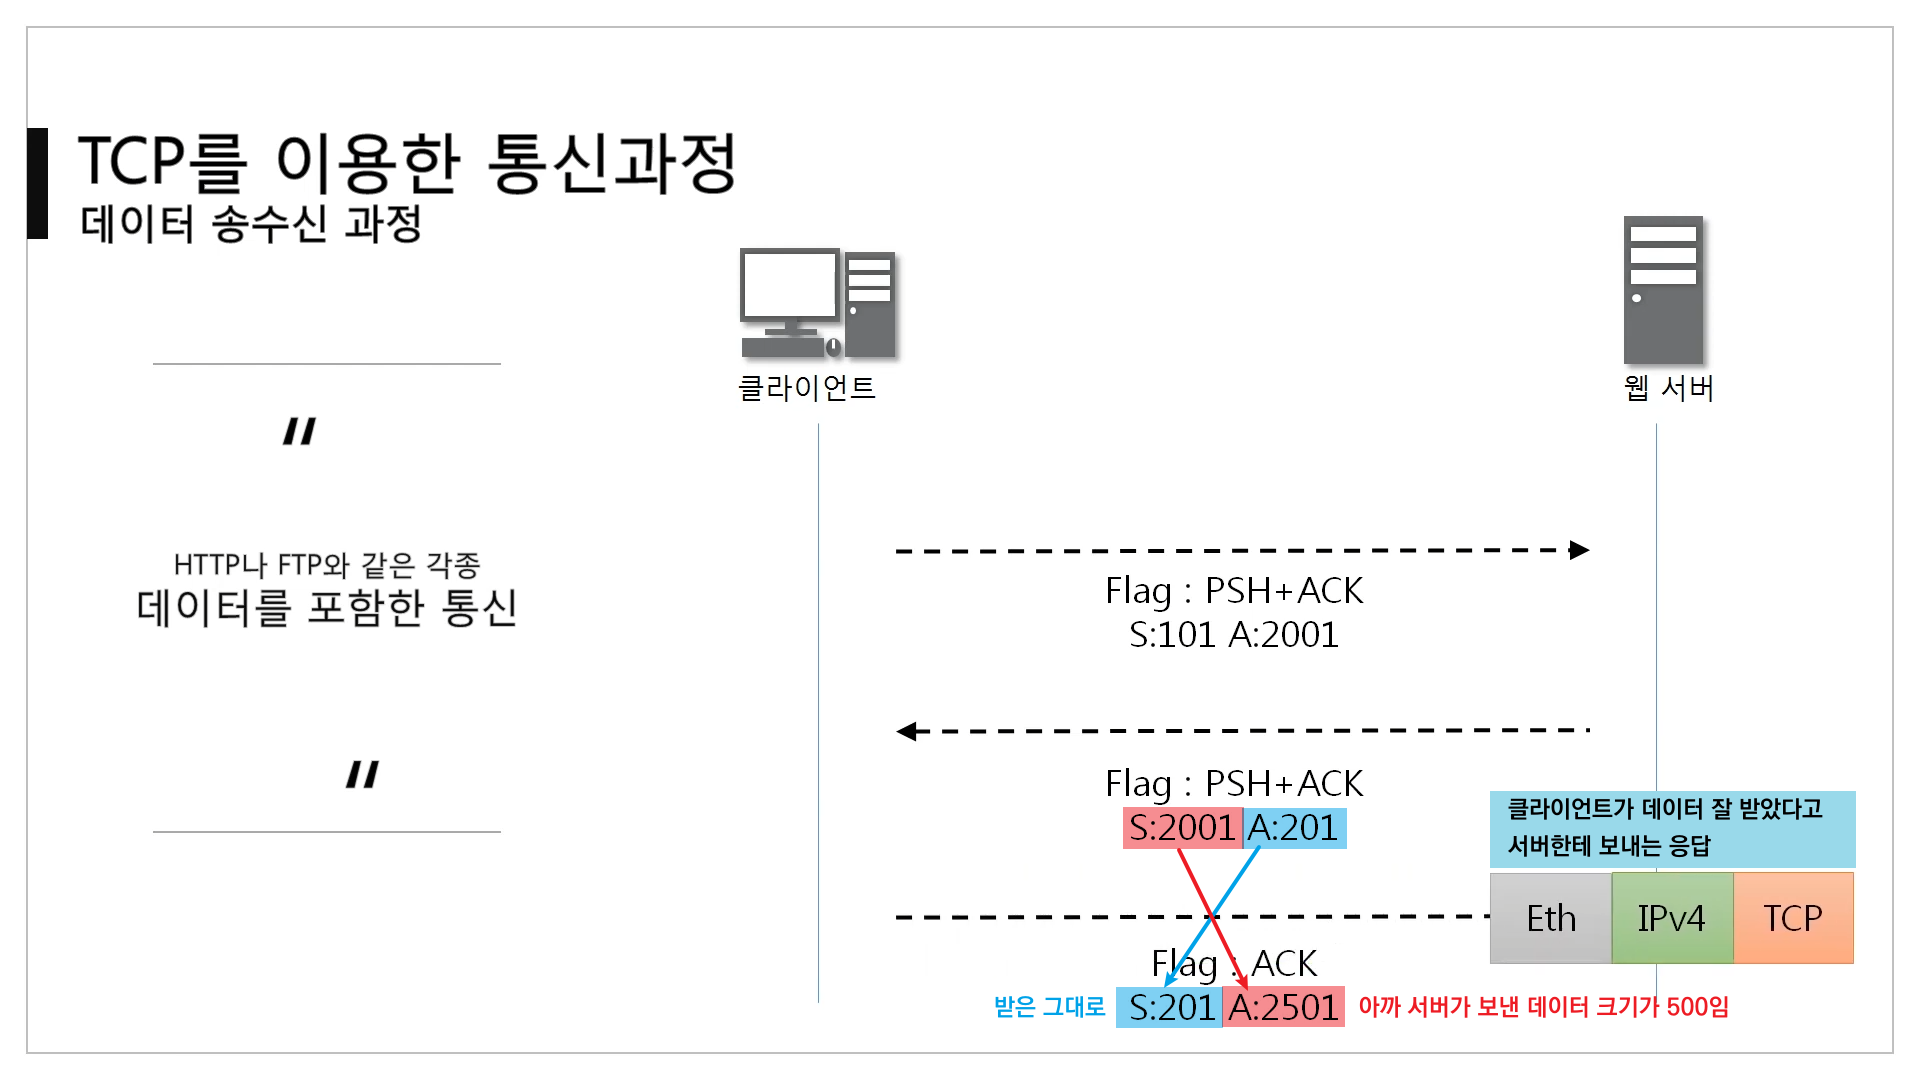 TCP를 이용한 통신과정
데이터 송수신 과정
클라이언트
웹 서버
"
HTTP나 FTP와 같은 각종
데이터를 포함한 통신
"
Flag : PSH+ACK
S:101 A:2001
Flag : PSH+ACK
S:2001 A:201
클라이언트가 데이터 잘 받았다고
서버한테 보내는 응답
Eth IPv4 TCP
Flag : ACK
받은 그대로 S:201 A:2501 아까 서버가 보낸 데이터 크기가 500임